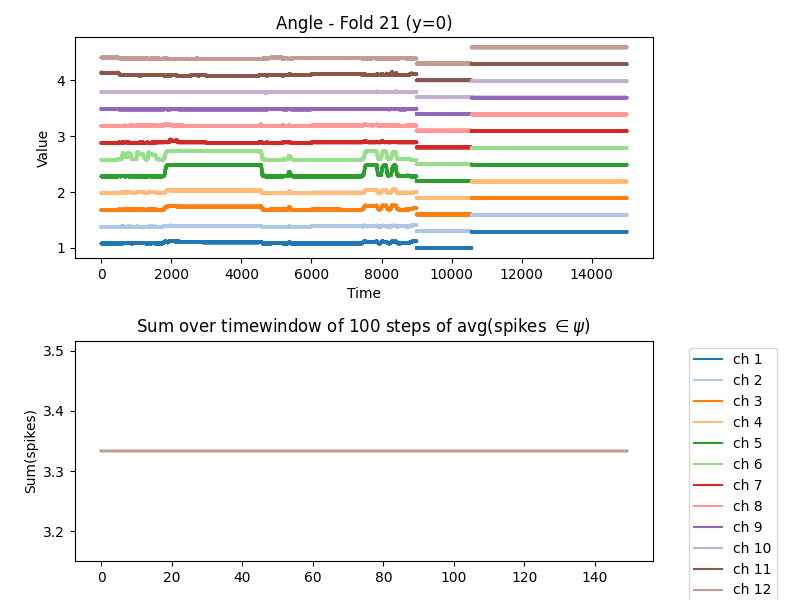 Angle - Fold 21 (y=0)
Value
4
3
2
1
0 2000 4000 6000 8000 10000 12000 14000
Time
Sum over timewindow of 100 steps of avg(spikes ∈ ψ)
Sum(spikes)
3.5
3.4
3.3
3.2
0 20 40 60 80 100 120 140
ch 1
ch 2
ch 3
ch 4
ch 5
ch 6
ch 7
ch 8
ch 9
ch 10
ch 11
ch 12